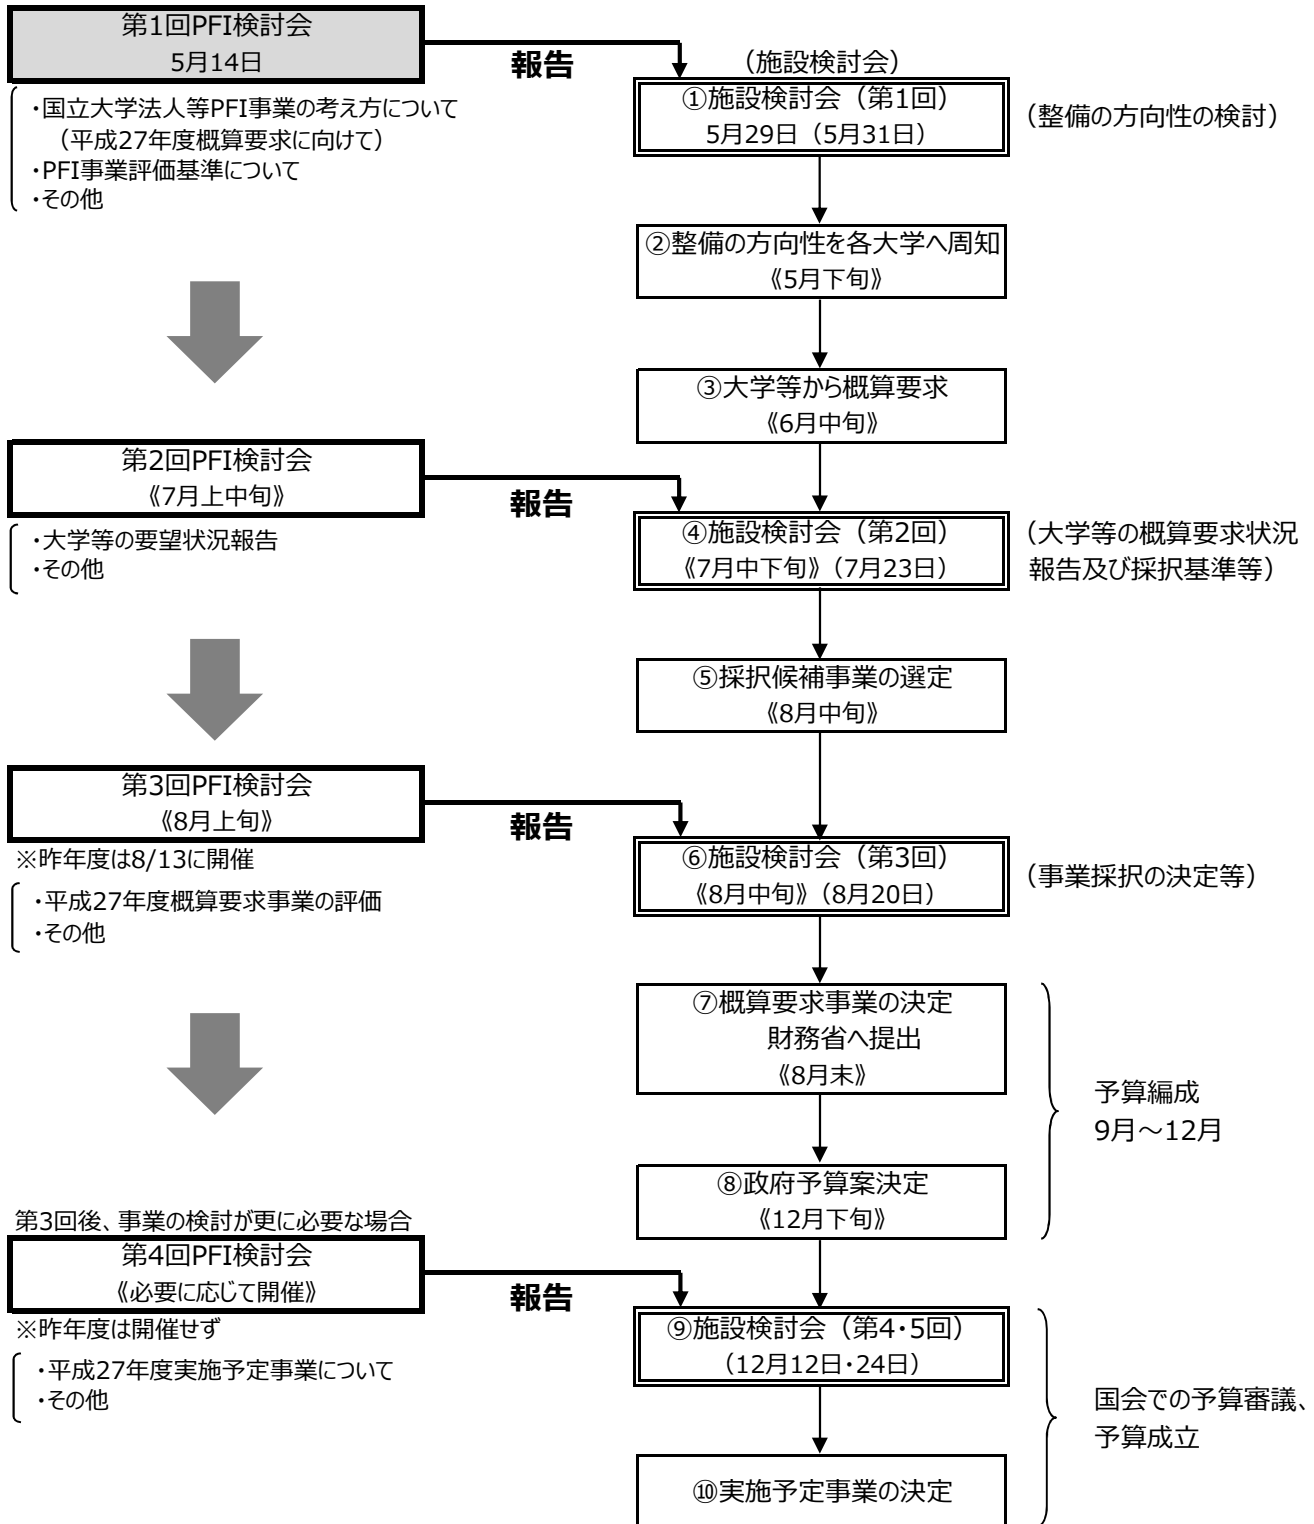 第1回PFI検討会
5月14日
・国立大学法人等PFI事業の考え方について
（平成27年度概算要求に向けて）
・PFI事業評価基準について
・その他
報告
（施設検討会）
①施設検討会（第1回）
5月29日（5月31日）
（整備の方向性の検討）
②整備の方向性を各大学へ周知
《5月下旬》
③大学等から概算要求
《6月中旬》
第2回PFI検討会
《7月上中旬》
・大学等の要望状況報告
・その他
報告
④施設検討会（第2回）
《7月中下旬》（7月23日）
（大学等の概算要求状況
報告及び採択基準等）
⑤採択候補事業の選定
《8月中旬》
第3回PFI検討会
《8月上旬》
※昨年度は8/13に開催
・平成27年度概算要求事業の評価
・その他
報告
⑥施設検討会（第3回）
《8月中旬》（8月20日）
（事業採択の決定等）
⑦概算要求事業の決定
財務省へ提出
《8月末》
予算編成
9月～12月
⑧政府予算案決定
《12月下旬》
第3回後、事業の検討が更に必要な場合
第4回PFI検討会
《必要に応じて開催》
※昨年度は開催せず
・平成27年度実施予定事業について
・その他
報告
⑨施設検討会（第4・5回）
（12月12日・24日）
国会での予算審議、
予算成立
⑩実施予定事業の決定